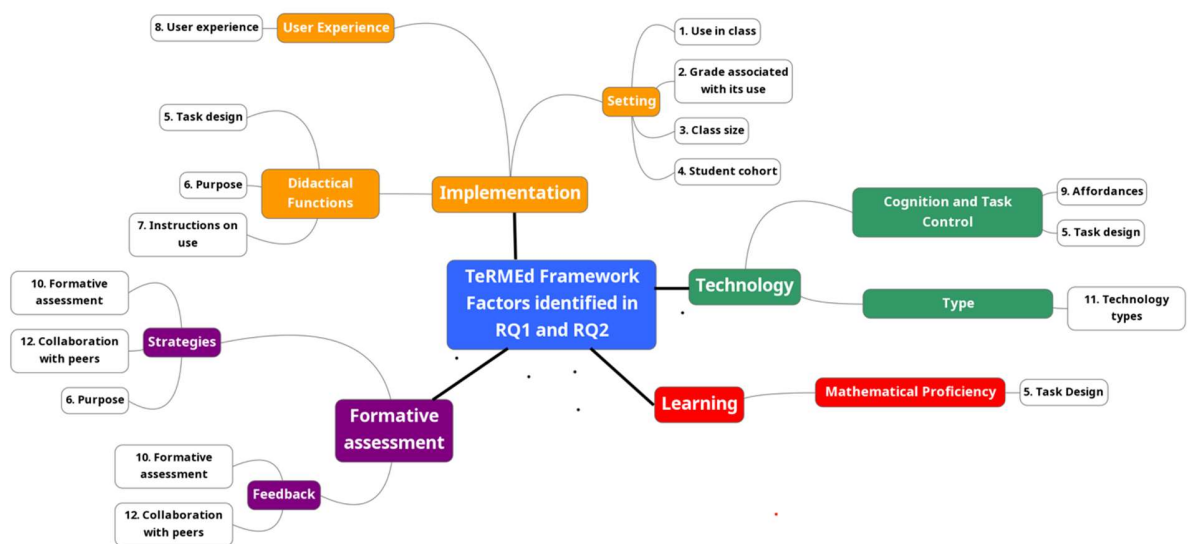 8. User experience
User Experience
1. Use in class
2. Grade associated
with its use
Setting
3. Class size
4. Student cohort
5. Task design
6. Purpose
Didactical
Functions
7. Instructions on
use
Implementation
Cognition and Task
Control
9. Affordances
5. Task design
TeRMEd Framework
Factors identified in
RQ1 and RQ2
Technology
Type
11. Technology
types
10. Formative
assessment
12. Collaboration
with peers
Strategies
6. Purpose
Learning
Mathematical Proficiency
5. Task Design
Formative
assessment
10. Formative
assessment
Feedback
12. Collaboration
with peers